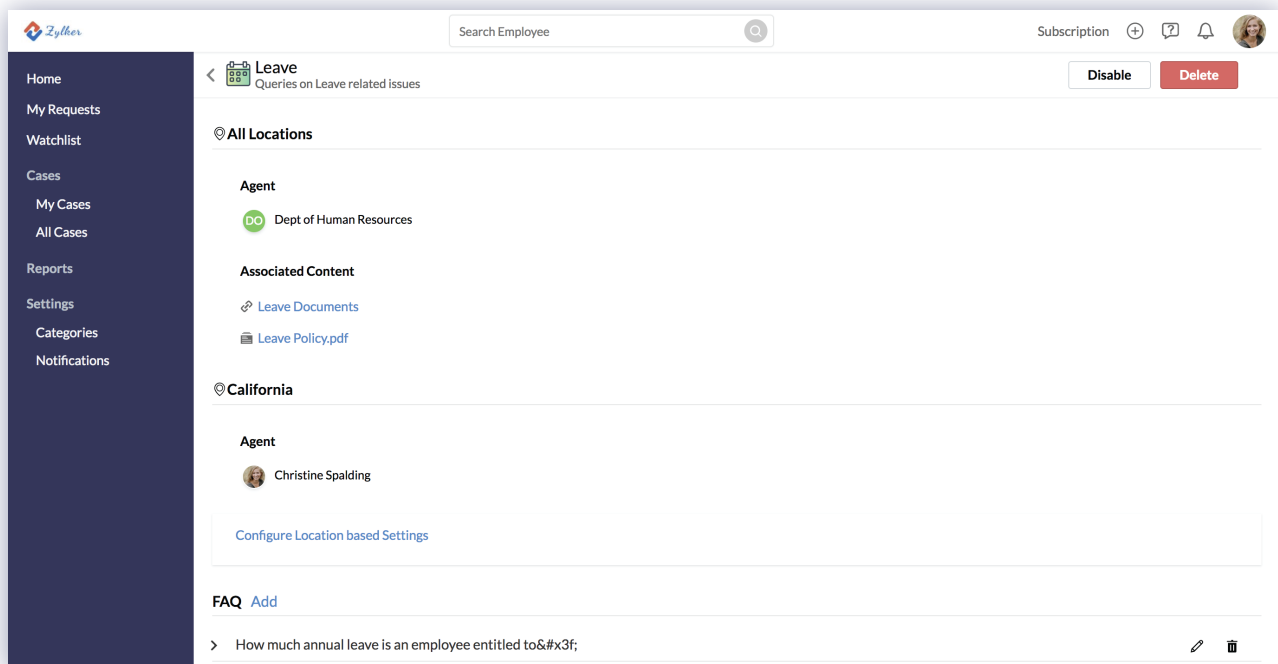 Zylker
Search Employee
Subscription
Home
My Requests
Watchlist
Cases
My Cases
All Cases
Reports
Settings
Categories
Notifications
Leave
Queries on Leave related issues
Disable
Delete
All Locations
Agent
DO Dept of Human Resources
Associated Content
Leave Documents
Leave Policy.pdf
California
Agent
Christine Spalding
Configure Location based Settings
FAQ Add
How much annual leave is an employee entitled to&#x3f;